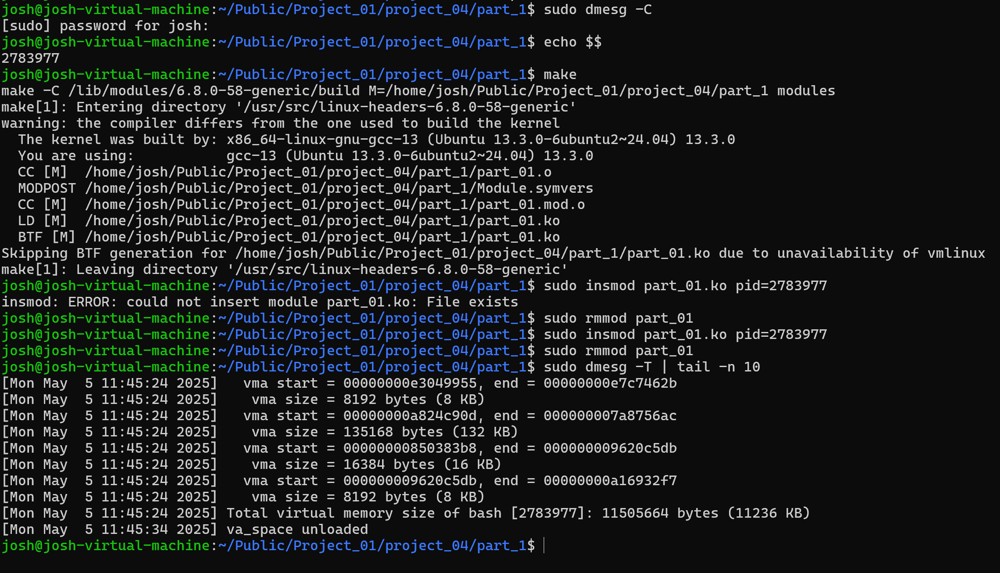 josh@josh-virtual-machine:~/Public/Project_01/project_04/part_1$ sudo dmesg -C
[sudo] password for josh:
josh@josh-virtual-machine:~/Public/Project_01/project_04/part_1$ echo $$
2783977
josh@josh-virtual-machine:~/Public/Project_01/project_04/part_1$ make
make -C /lib/modules/6.8.0-58-generic/build M=/home/josh/Public/Project_01/project_04/part_1 modules
make[1]: Entering directory '/usr/src/linux-headers-6.8.0-58-generic'
warning: the compiler differs from the one used to build the kernel
  The kernel was built by: x86_64-linux-gnu-gcc-13 (Ubuntu 13.3.0-6ubuntu2~24.04) 13.3.0
  You are using:           gcc-13 (Ubuntu 13.3.0-6ubuntu2~24.04) 13.3.0
  CC [M]  /home/josh/Public/Project_01/project_04/part_1/part_01.o
  MODPOST /home/josh/Public/Project_01/project_04/part_1/Module.symvers
  CC [M]  /home/josh/Public/Project_01/project_04/part_1/part_01.mod.o
  LD [M]  /home/josh/Public/Project_01/project_04/part_1/part_01.ko
  BTF [M] /home/josh/Public/Project_01/project_04/part_1/part_01.ko
Skipping BTF generation for /home/josh/Public/Project_01/project_04/part_1/part_01.ko due to unavailability of vmlinux
make[1]: Leaving directory '/usr/src/linux-headers-6.8.0-58-generic'
josh@josh-virtual-machine:~/Public/Project_01/project_04/part_1$ sudo insmod part_01.ko pid=2783977
insmod: ERROR: could not insert module part_01.ko: File exists
josh@josh-virtual-machine:~/Public/Project_01/project_04/part_1$ sudo rmmod part_01
josh@josh-virtual-machine:~/Public/Project_01/project_04/part_1$ sudo insmod part_01.ko pid=2783977
josh@josh-virtual-machine:~/Public/Project_01/project_04/part_1$ sudo rmmod part_01
josh@josh-virtual-machine:~/Public/Project_01/project_04/part_1$ sudo dmesg -T | tail -n 10
[Mon May  5 11:45:24 2025]   vma start = 00000000e3049955, end = 00000000e7c7462b
[Mon May  5 11:45:24 2025]    vma size = 8192 bytes (8 KB)
[Mon May  5 11:45:24 2025]   vma start = 00000000a824c90d, end = 000000007a8756ac
[Mon May  5 11:45:24 2025]    vma size = 135168 bytes (132 KB)
[Mon May  5 11:45:24 2025]   vma start = 00000000850383b8, end = 000000009620c5db
[Mon May  5 11:45:24 2025]    vma size = 16384 bytes (16 KB)
[Mon May  5 11:45:24 2025]   vma start = 000000009620c5db, end = 00000000a16932f7
[Mon May  5 11:45:24 2025]    vma size = 8192 bytes (8 KB)
[Mon May  5 11:45:24 2025] Total virtual memory size of bash [2783977]: 11505664 bytes (11236 KB)
[Mon May  5 11:45:34 2025] va_space unloaded
josh@josh-virtual-machine:~/Public/Project_01/project_04/part_1$